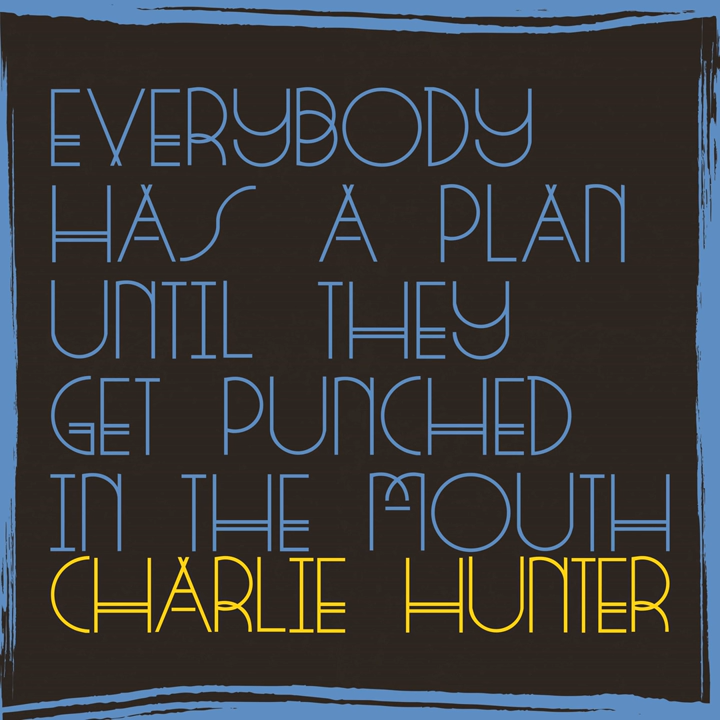 EVERYBODY
HAS A PLAN
UNTIL THEY
GET PUNCHED
IN THE MOUTH
CHARLIE HUNTER